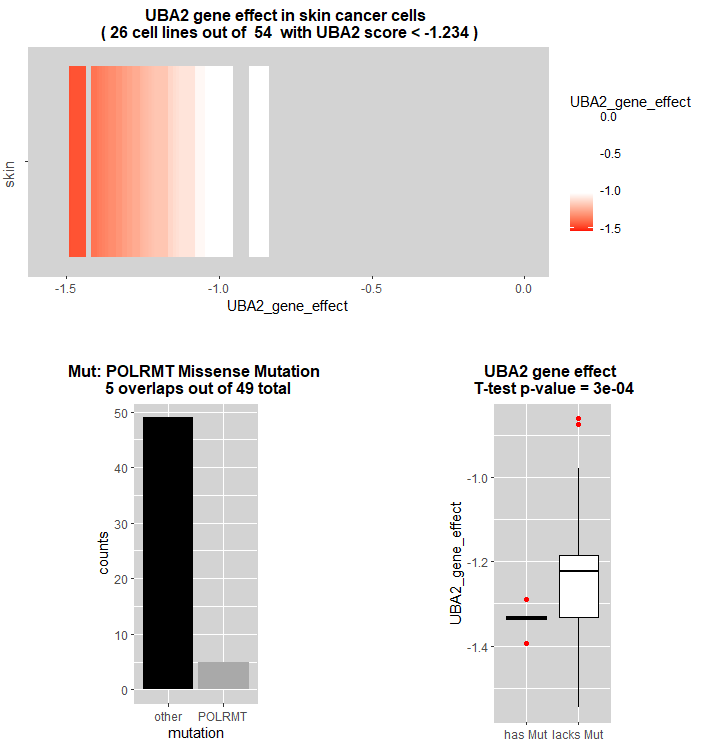 UBA2 gene effect in skin cancer cells
( 26 cell lines out of 54 with UBA2 score < -1.234 )
skin
-1.5
-1.0
-0.5
0.0
UBA2_gene_effect
UBA2_gene_effect
0.0
-0.5
-1.0
-1.5
Mut: POLRMT Missense Mutation
5 overlaps out of 49 total
counts
50
40
30
20
10
0
other
POLRMT
mutation
UBA2 gene effect
T-test p-value = 3e-04
UBA2_gene_effect
-1.0
-1.2
-1.4
has Mut
lacks Mut